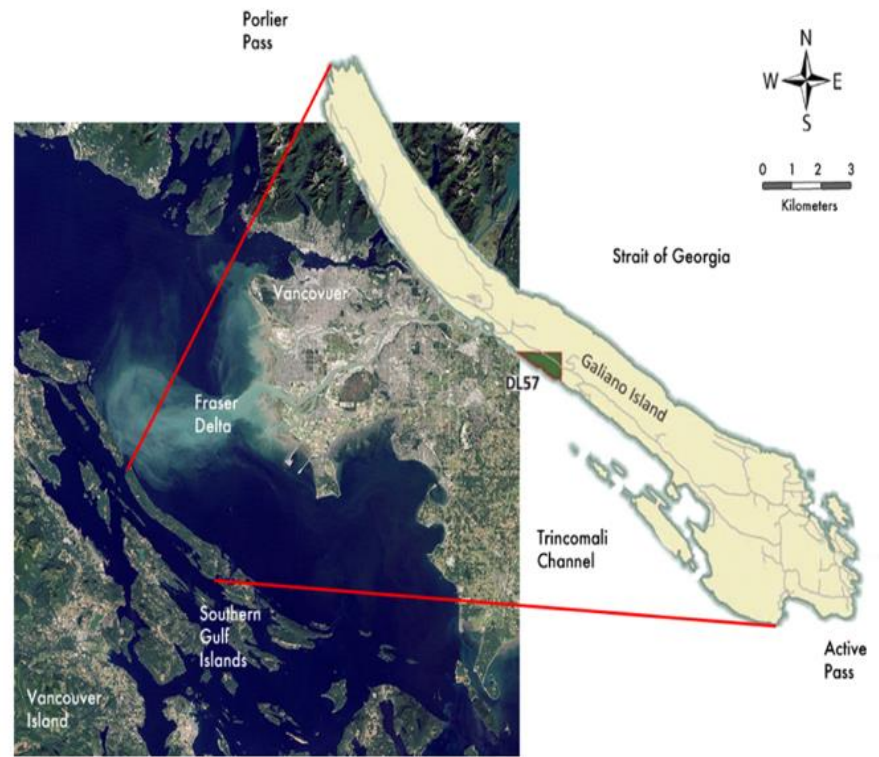 Porlier
Pass
N
W
E
S
0 1 2 3
Kilometers
Strait of Georgia
Vancovuer
Galiano Island
DL57
Fraser
Delta
Trincomali
Channel
Southern
Gulf
Islands
Active
Pass
Vancouver
Island